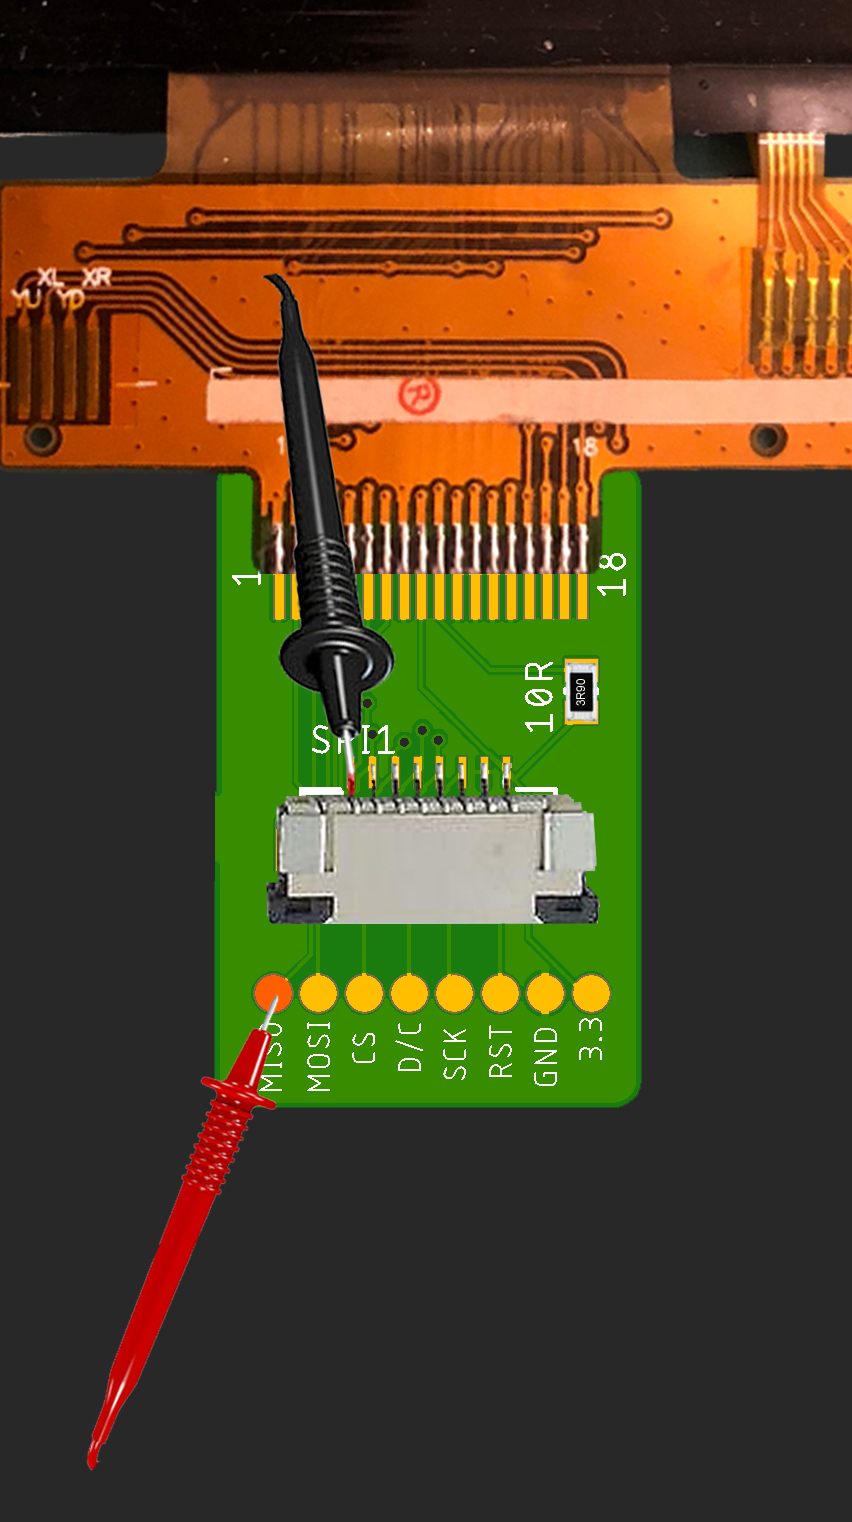 XL XR
YU YD
R
1 18
1 18
10R
3R90
SPI1
MISO
MOSI
CS
D/C
SCK
RST
GND
3.3